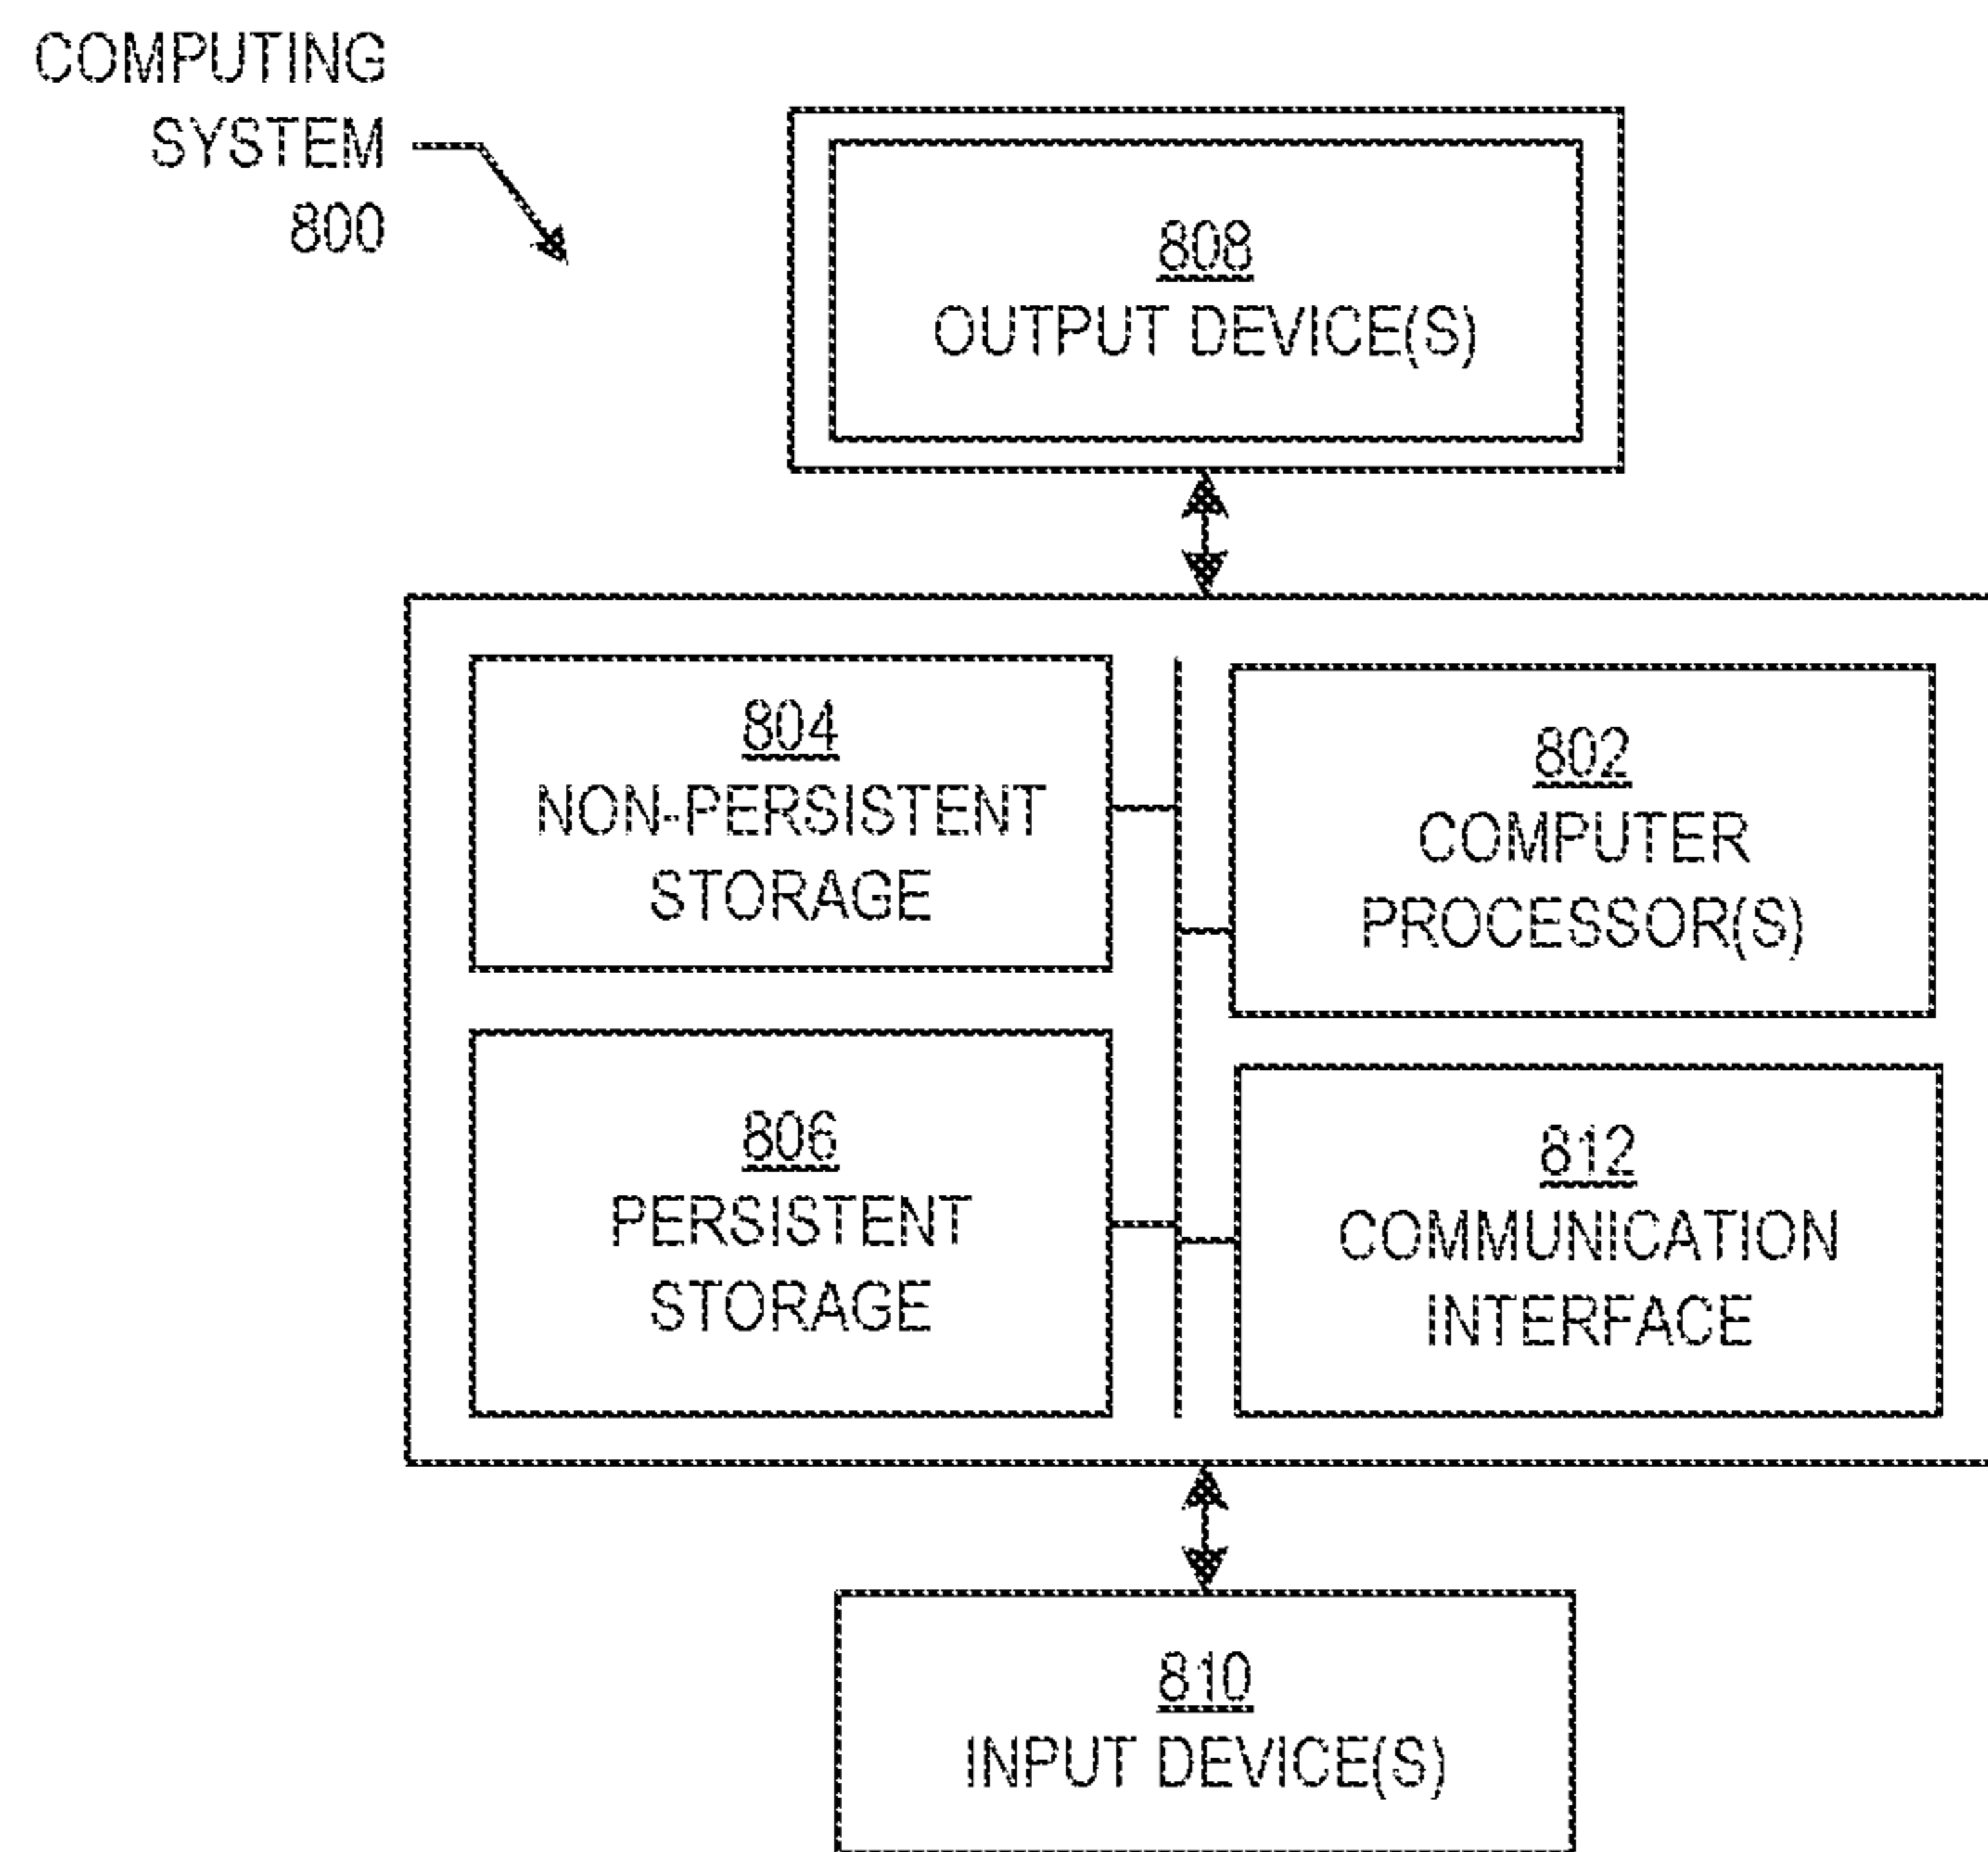 COMPUTING
SYSTEM
800
808
OUTPUT DEVICE(S)
804
NON-PERSISTENT
STORAGE
802
COMPUTER
PROCESSOR(S)
806
PERSISTENT
STORAGE
812
COMMUNICATION
INTERFACE
810
INPUT DEVICE(S)